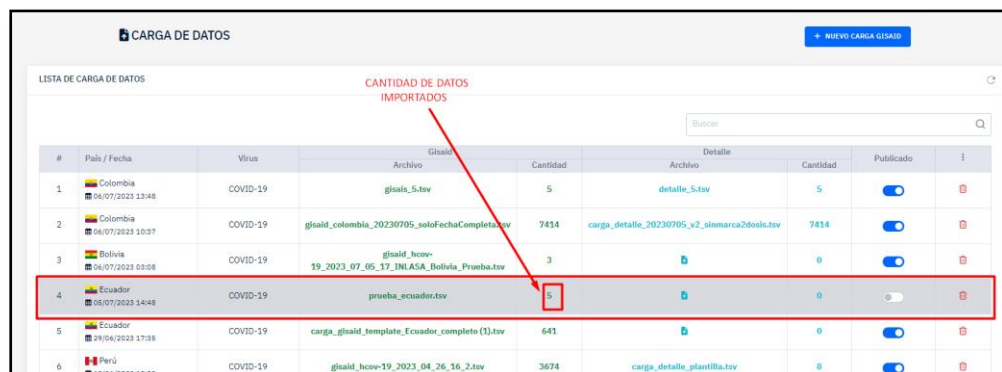 CARGA DE DATOS
+ NUEVO CARGA GISAID
LISTA DE CARGA DE DATOS
CANTIDAD DE DATOS
IMPORTADOS
Buscar
# País / Fecha Virus Gisaid Detalle Publicado
Archivo Cantidad Archivo Cantidad
1 Colombia 06/07/2023 13:48 COVID-19 gisais_5.tsv 5 detalle_5.tsv 5
2 Colombia 06/07/2023 10:37 COVID-19 gisaid_colombia_20230705_soloFechaCompleta.tsv 7414 carga_detalle_20230705_v2_sinmarca2dosis.tsv 7414
3 Bolivia 06/07/2023 03:08 COVID-19 gisaid_hcov-
19_2023_07_05_17_INLASA_Bolivia_Prueba.tsv 3 0
4 Ecuador 05/07/2023 14:48 COVID-19 prueba_ecuador.tsv 5 0
5 Ecuador 29/06/2023 17:38 COVID-19 carga_gisaid_template_Ecuador_completo (1).tsv 641 0
6 Perú COVID-19 gisaid_hcov-19_2023_04_26_16_2.tsv 3674 carga_detalle_plantilla.tsv 8